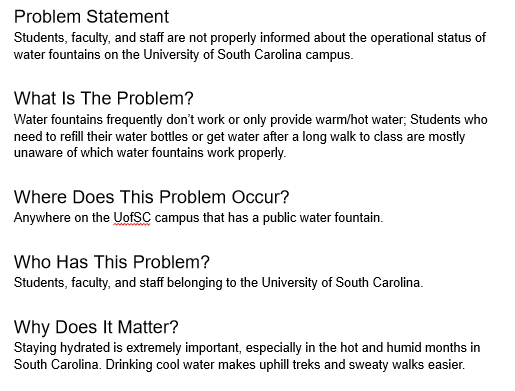 Problem Statement
Students, faculty, and staff are not properly informed about the operational status of
water fountains on the University of South Carolina campus.
What Is The Problem?
Water fountains frequently don't work or only provide warm/hot water; Students who
need to refill their water bottles or get water after a long walk to class are mostly
unaware of which water fountains work properly.
Where Does This Problem Occur?
Anywhere on the UofSC campus that has a public water fountain.
Who Has This Problem?
Students, faculty, and staff belonging to the University of South Carolina.
Why Does It Matter?
Staying hydrated is extremely important, especially in the hot and humid months in
South Carolina. Drinking cool water makes uphill treks and sweaty walks easier.